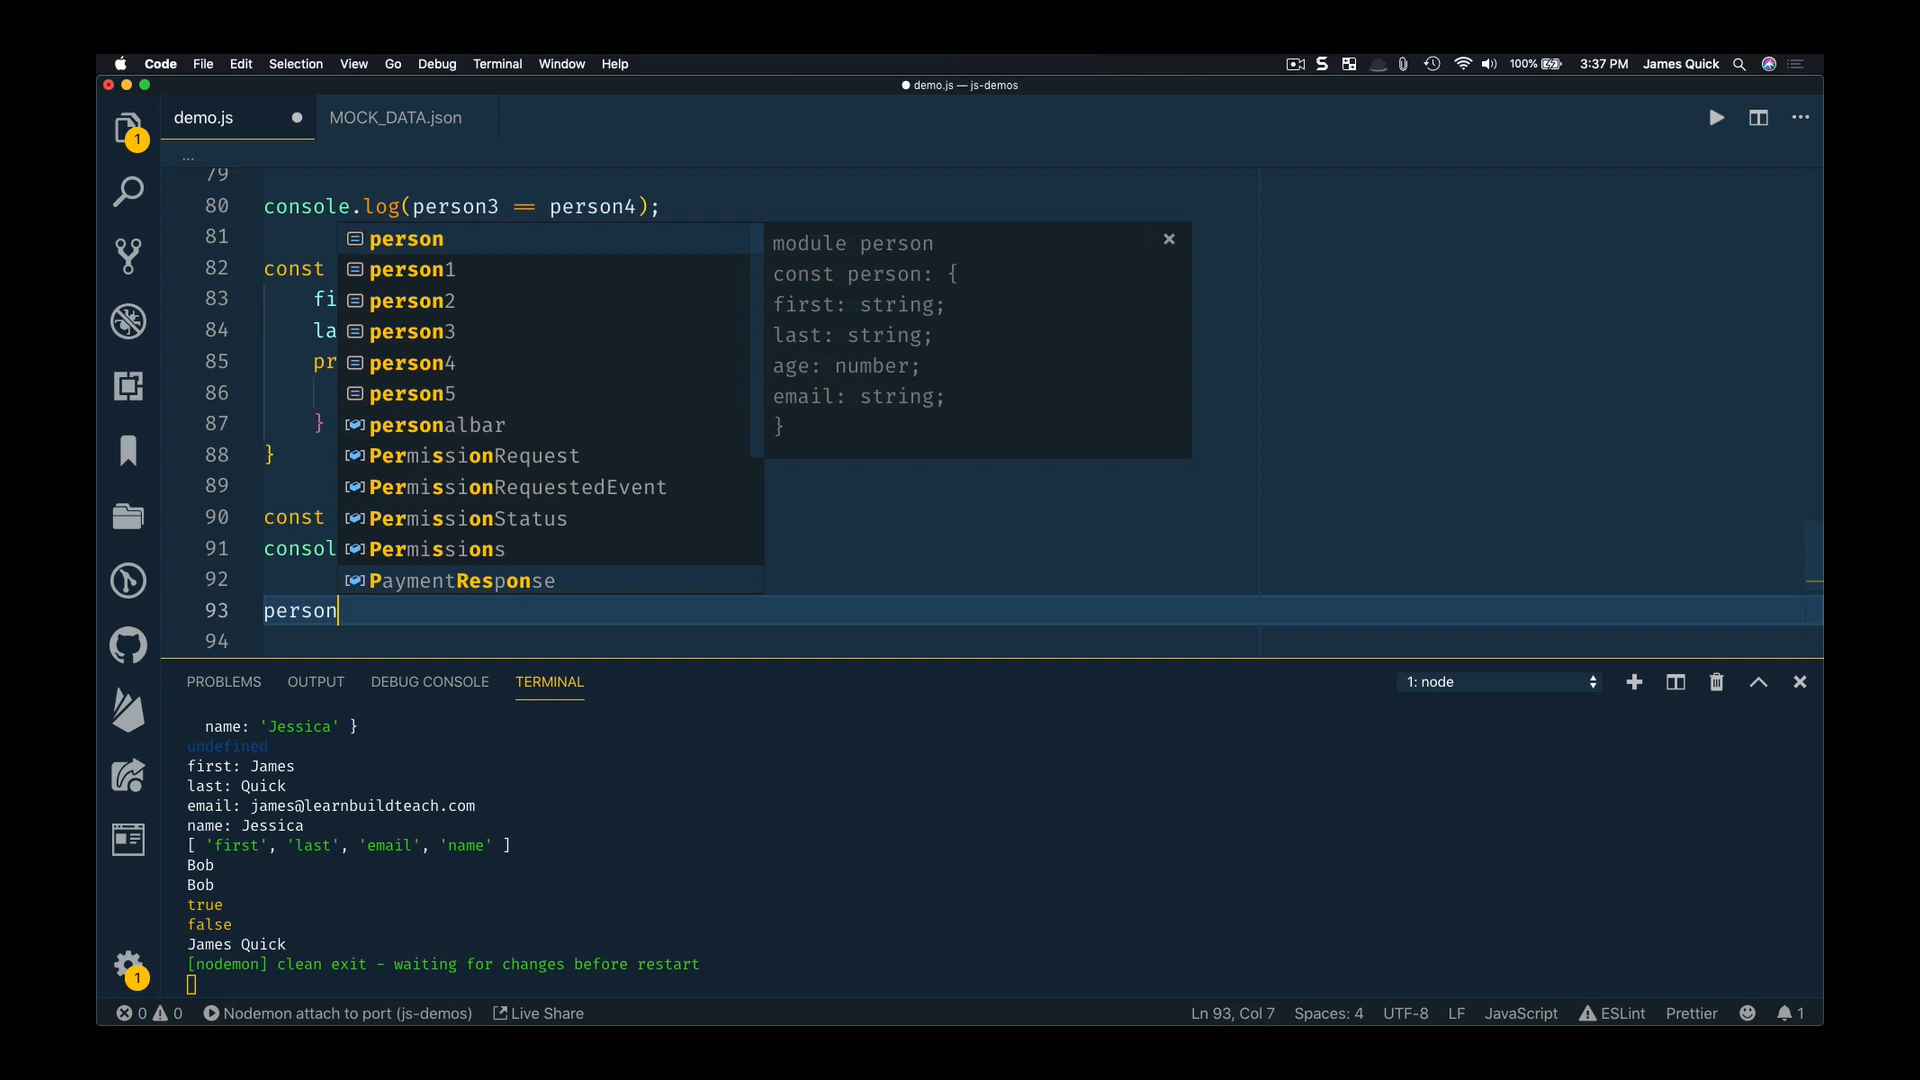 Code File Edit Selection View Go Debug Terminal Window Help 100% 3:37 PM James Quick
demo.js — js-demos
demo.js MOCK_DATA.json
...
79
80 console.log(person3 == person4);
81
82 const
83 fi
84 la
85 pr
86
87 }
88 }
89
90 const
91 consol
92
93 person
94
person
person1
person2
person3
person4
person5
personalbar
PermissionRequest
PermissionRequestedEvent
PermissionStatus
Permissions
PaymentResponse
module person
const person: {
first: string;
last: string;
age: number;
email: string;
}
1
1
PROBLEMS OUTPUT DEBUG CONSOLE TERMINAL 1: node
name: 'Jessica' }
undefined
first: James
last: Quick
email: james@learnbuildteach.com
name: Jessica
[ 'first', 'last', 'email', 'name' ]
Bob
Bob
true
false
James Quick
[nodemon] clean exit - waiting for changes before restart
0 0 Nodemon attach to port (js-demos) Live Share Ln 93, Col 7 Spaces: 4 UTF-8 LF JavaScript ESLint Prettier 1